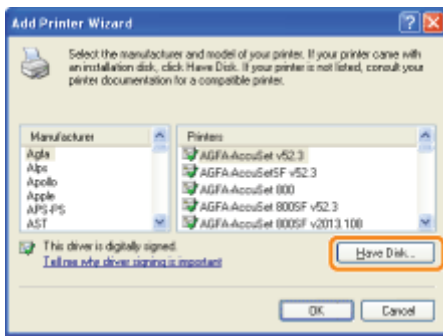 Add Printer Wizard
Select the manufacturer and model of your printer. If your printer came with
an installation disk, click Have Disk. If your printer is not listed, consult your
printer documentation for a compatible printer.
Manufacturer
Agfa
Alps
Apollo
Apple
APS-PS
AST
Printers
AGFA-AccuSet v52.3
AGFA-AccuSetSF v52.3
AGFA-AccuSet 800
AGFA-AccuSet 800SF v52.3
AGFA-AccuSet 800SF v2013.108
This driver is digitally signed.
Tell me why driver signing is important
Have Disk...
OK
Cancel